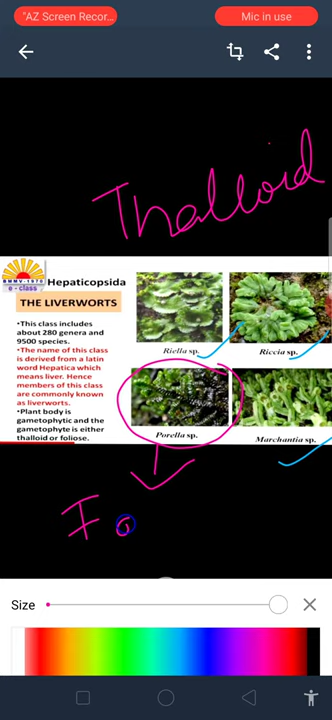 "AZ Screen Recor...
Mic in use
Thalloid
BMMV-1970
e - class
Hepaticopsida
THE LIVERWORTS
•This class includes
about 280 genera and
9500 species.
•The name of this class
is derived from a latin
word Hepatica which
means liver. Hence
members of this class
are commonly known
as liverworts.
•Plant body is
gametophytic and the
gametophyte is either
thalloid or foliose.
Riella sp.
Riccia sp.
Porella sp.
Marchantia sp.
Fo
Size